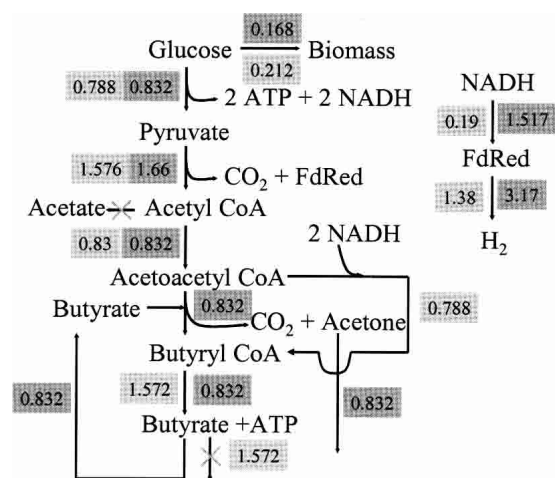 0.168
Glucose Biomass
0.212
0.788 0.832
2 ATP + 2 NADH
NADH
0.19 1.517
Pyruvate
FdRed
1.576 1.66
CO2 + FdRed
1.38 3.17
Acetate Acetyl CoA
H2
0.83 0.832
2 NADH
Acetoacetyl CoA
Butyrate
0.832
0.788
CO2 + Acetone
Butyryl CoA
1.572 0.832
0.832
0.832
Butyrate +ATP
1.572